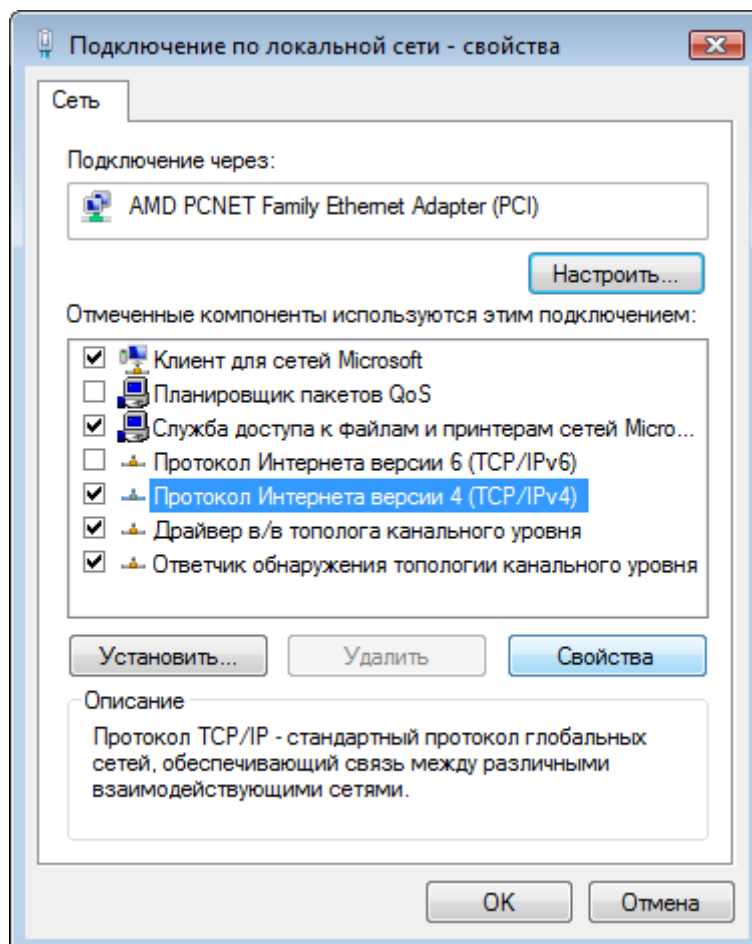 Подключение по локальной сети - свойства
Сеть
Подключение через:
AMD PCNET Family Ethernet Adapter (PCI)
Настроить...
Отмеченные компоненты используются этим подключением:
Клиент для сетей Microsoft
Планировщик пакетов QoS
Служба доступа к файлам и принтерам сетей Micro...
Протокол Интернета версии 6 (TCP/IPv6)
Протокол Интернета версии 4 (TCP/IPv4)
Драйвер в/в тополога канального уровня
Ответчик обнаружения топологии канального уровня
Установить...
Удалить
Свойства
Описание
Протокол TCP/IP - стандартный протокол глобальных
сетей, обеспечивающий связь между различными
взаимодействующими сетями.
OK
Отмена